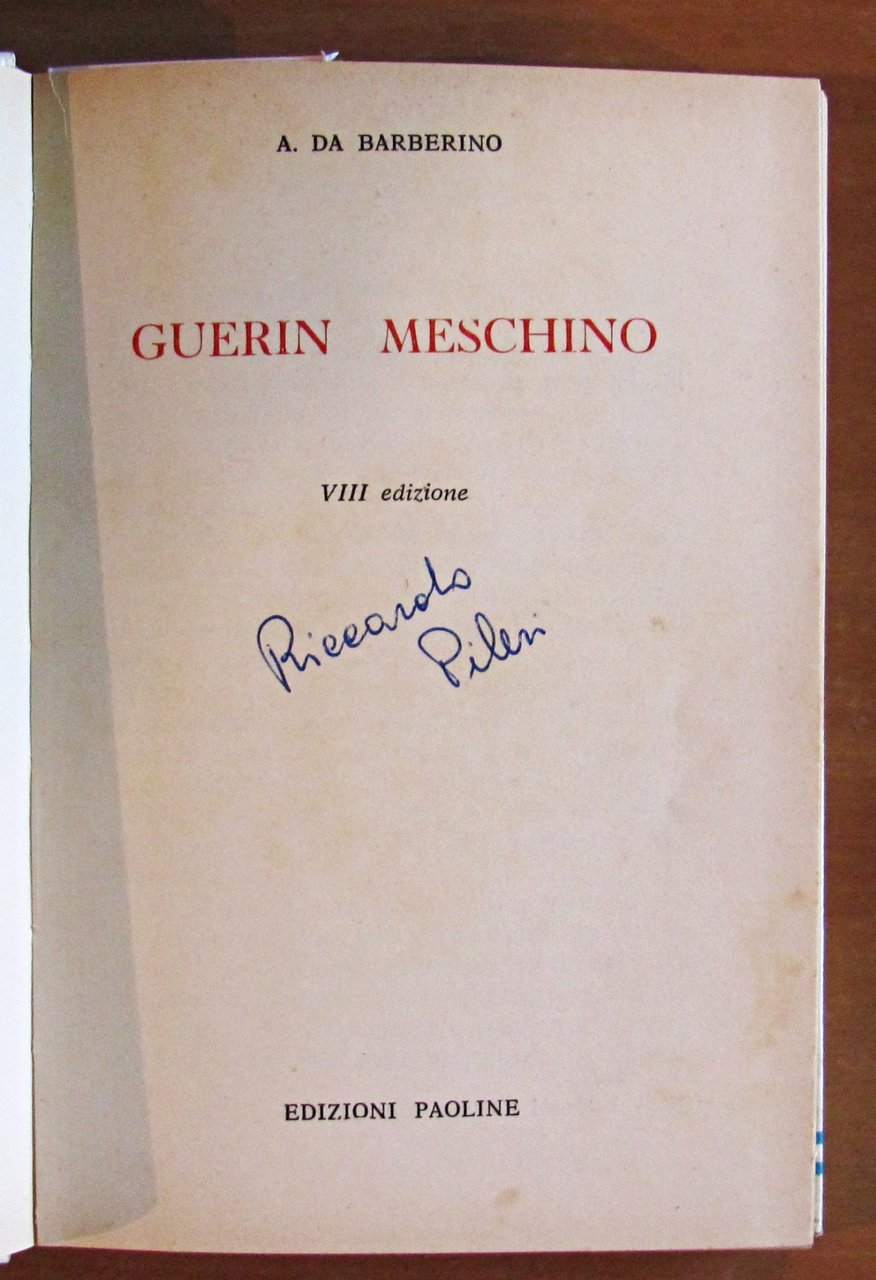 A. DA BARBERINO
GUERIN MESCHINO
VIII edizione
Riccardo
Pileri
EDIZIONI PAOLINE